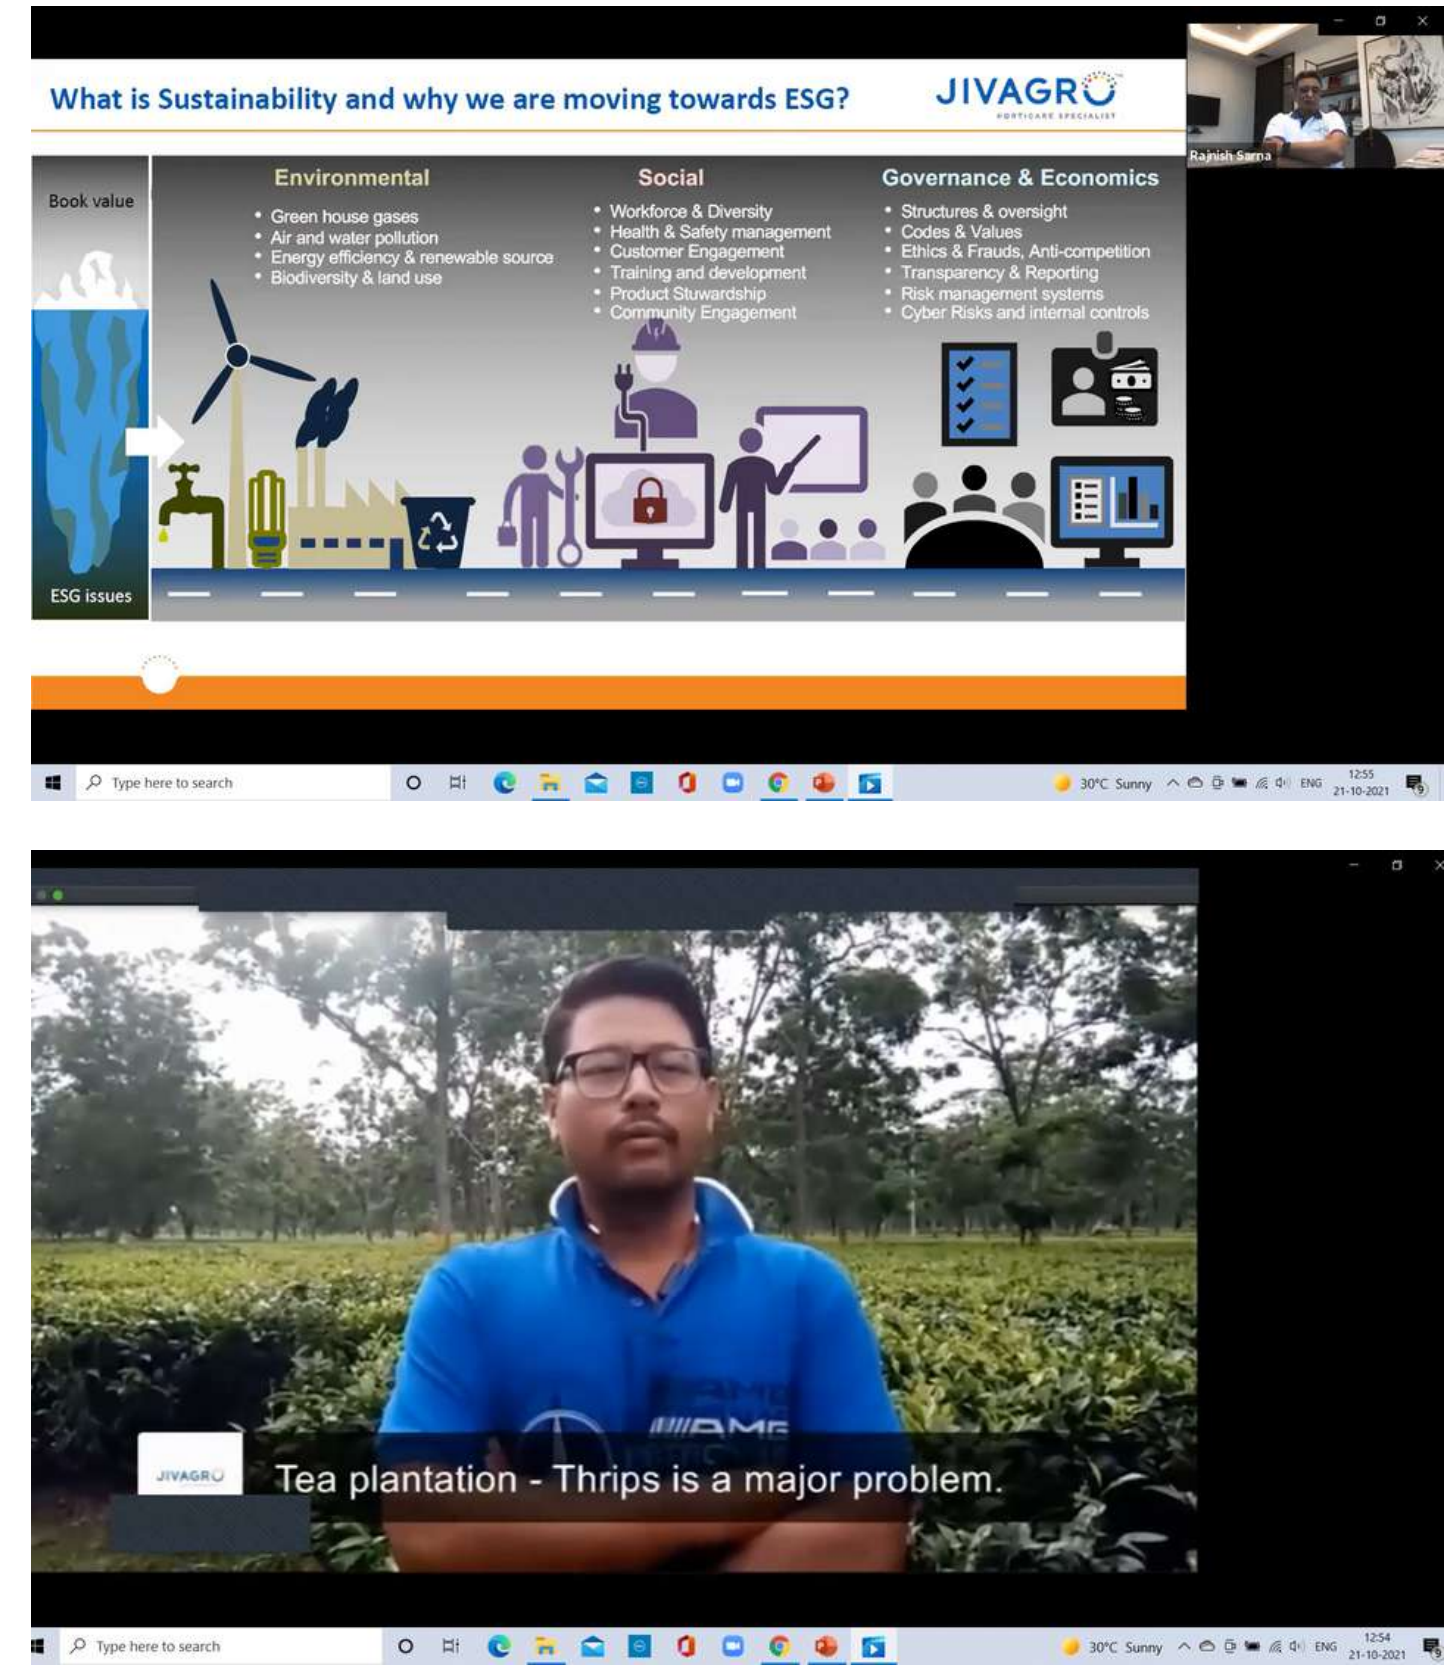 What is Sustainability and why we are moving towards ESG?
JIVAGRO
HORTICARE SPECIALIST
Rajnish Sarna
Book value
ESG issues
Environmental
• Green house gases
• Air and water pollution
• Energy efficiency & renewable source
• Biodiversity & land use
Social
• Workforce & Diversity
• Health & Safety management
• Customer Engagement
• Training and development
• Product Stuwardship
• Community Engagement
Governance & Economics
• Structures & oversight
• Codes & Values
• Ethics & Frauds, Anti-competition
• Transparency & Reporting
• Risk management systems
• Cyber Risks and internal controls
Type here to search
30°C Sunny
ENG
12:55
21-10-2021
9
AMG
JIVAGRO
Tea plantation - Thrips is a major problem.
Type here to search
30°C Sunny
ENG
12:54
21-10-2021
9